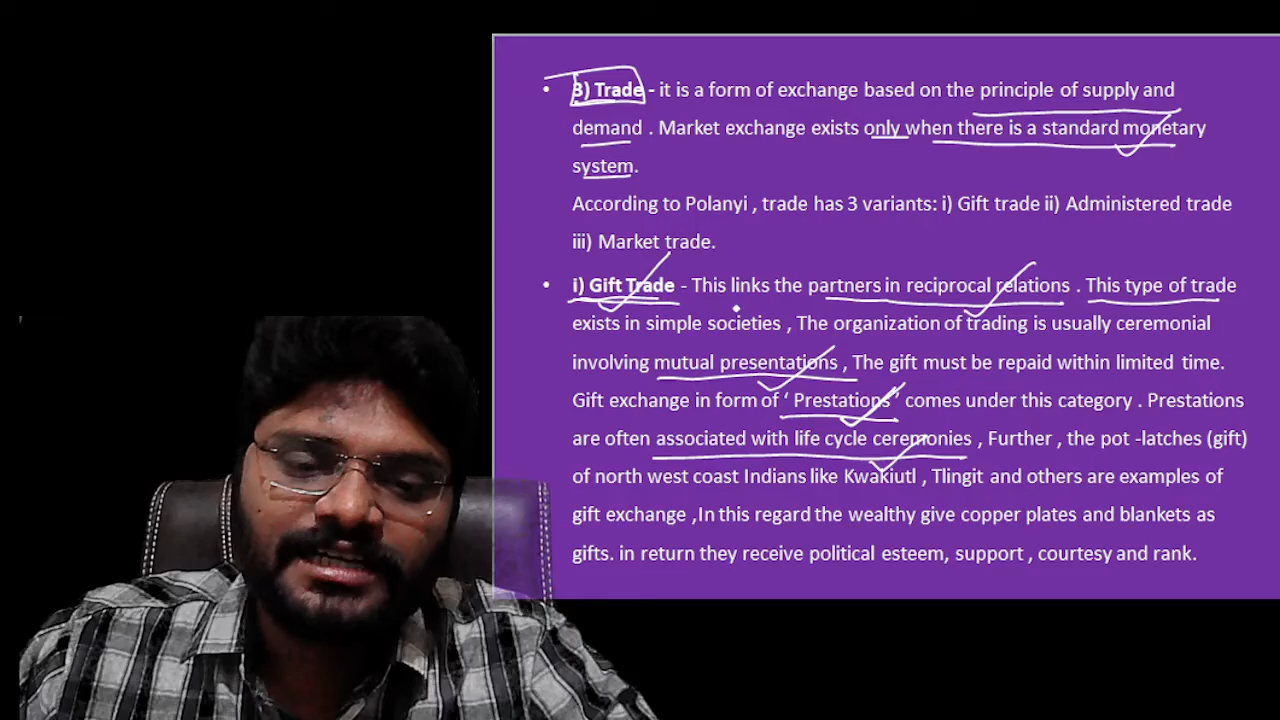 • 3) Trade - it is a form of exchange based on the principle of supply and
demand . Market exchange exists only when there is a standard monetary
system.
According to Polanyi , trade has 3 variants: i) Gift trade ii) Administered trade
iii) Market trade.
• i) Gift Trade - This links the partners in reciprocal relations . This type of trade
exists in simple societies , The organization of trading is usually ceremonial
involving mutual presentations , The gift must be repaid within limited time.
Gift exchange in form of ‘ Prestations ’ comes under this category . Prestations
are often associated with life cycle ceremonies , Further , the pot -latches (gift)
of north west coast Indians like Kwakiutl , Tlingit and others are examples of
gift exchange ,In this regard the wealthy give copper plates and blankets as
gifts. in return they receive political esteem, support , courtesy and rank.